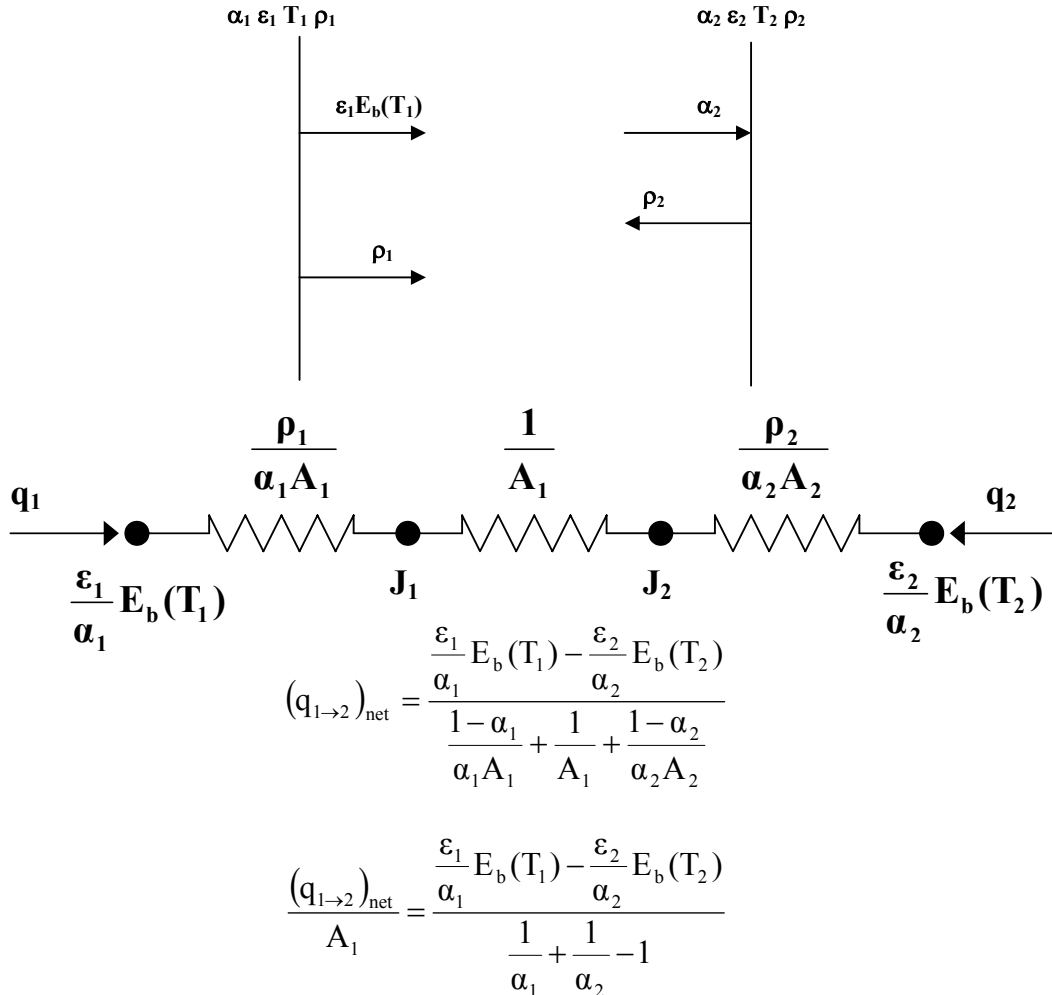 α₁ ε₁ T₁ ρ₁ α₂ ε₂ T₂ ρ₂
ε₁E_b(T₁) α₂
ρ₂
ρ₁
ρ₁/(α₁A₁) 1/A₁ ρ₂/(α₂A₂)
q₁ q₂
(ε₁/α₁)E_b(T₁) J₁ J₂ (ε₂/α₂)E_b(T₂)
(q₁→₂)_net = ((ε₁/α₁)E_b(T₁) − (ε₂/α₂)E_b(T₂)) / ((1−α₁)/(α₁A₁) + 1/A₁ + (1−α₂)/(α₂A₂))
(q₁→₂)_net/A₁ = ((ε₁/α₁)E_b(T₁) − (ε₂/α₂)E_b(T₂)) / (1/α₁ + 1/α₂ − 1)